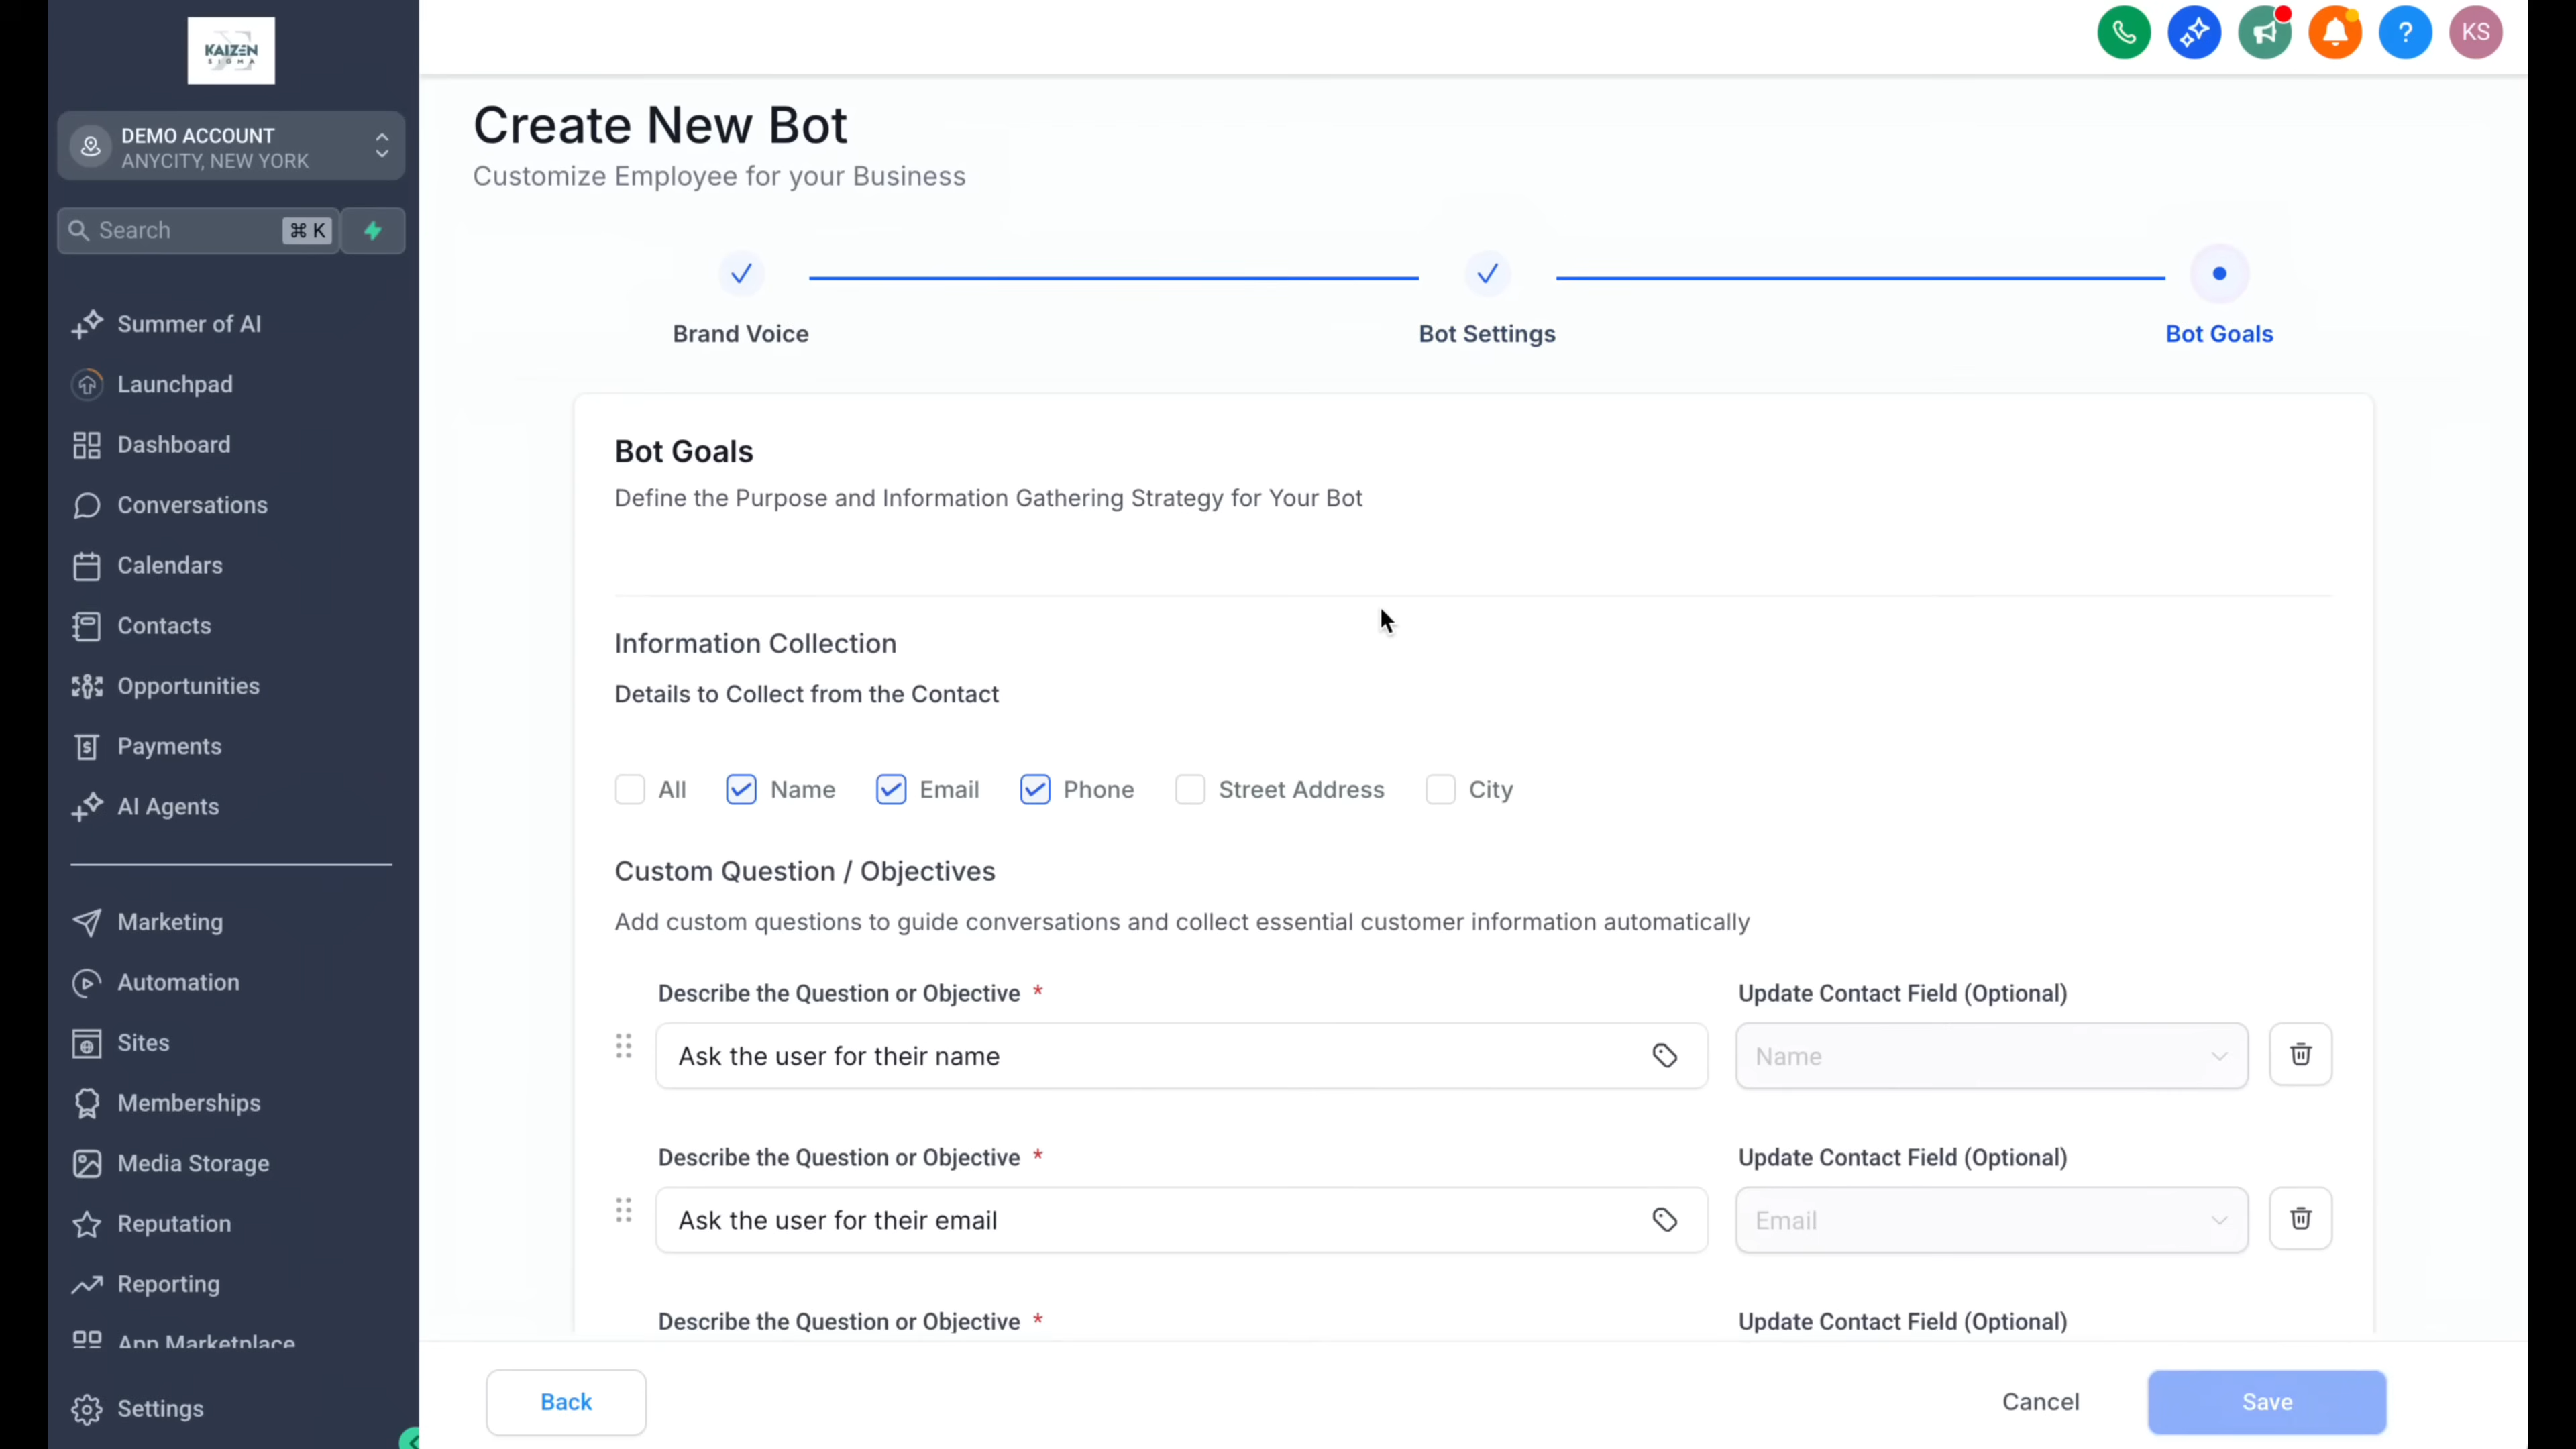 KAIZEN
SIGMA
DEMO ACCOUNT
ANYCITY, NEW YORK
Search
⌘ K
Summer of AI
Launchpad
Dashboard
Conversations
Calendars
Contacts
Opportunities
Payments
AI Agents
Marketing
Automation
Sites
Memberships
Media Storage
Reputation
Reporting
App Marketplace
Settings
?
KS
Create New Bot
Customize Employee for your Business
Brand Voice
Bot Settings
Bot Goals
Bot Goals
Define the Purpose and Information Gathering Strategy for Your Bot
Information Collection
Details to Collect from the Contact
All Name Email Phone Street Address City
Custom Question / Objectives
Add custom questions to guide conversations and collect essential customer information automatically
Describe the Question or Objective * Update Contact Field (Optional)
Ask the user for their name Name
Describe the Question or Objective * Update Contact Field (Optional)
Ask the user for their email Email
Describe the Question or Objective * Update Contact Field (Optional)
Back Cancel Save